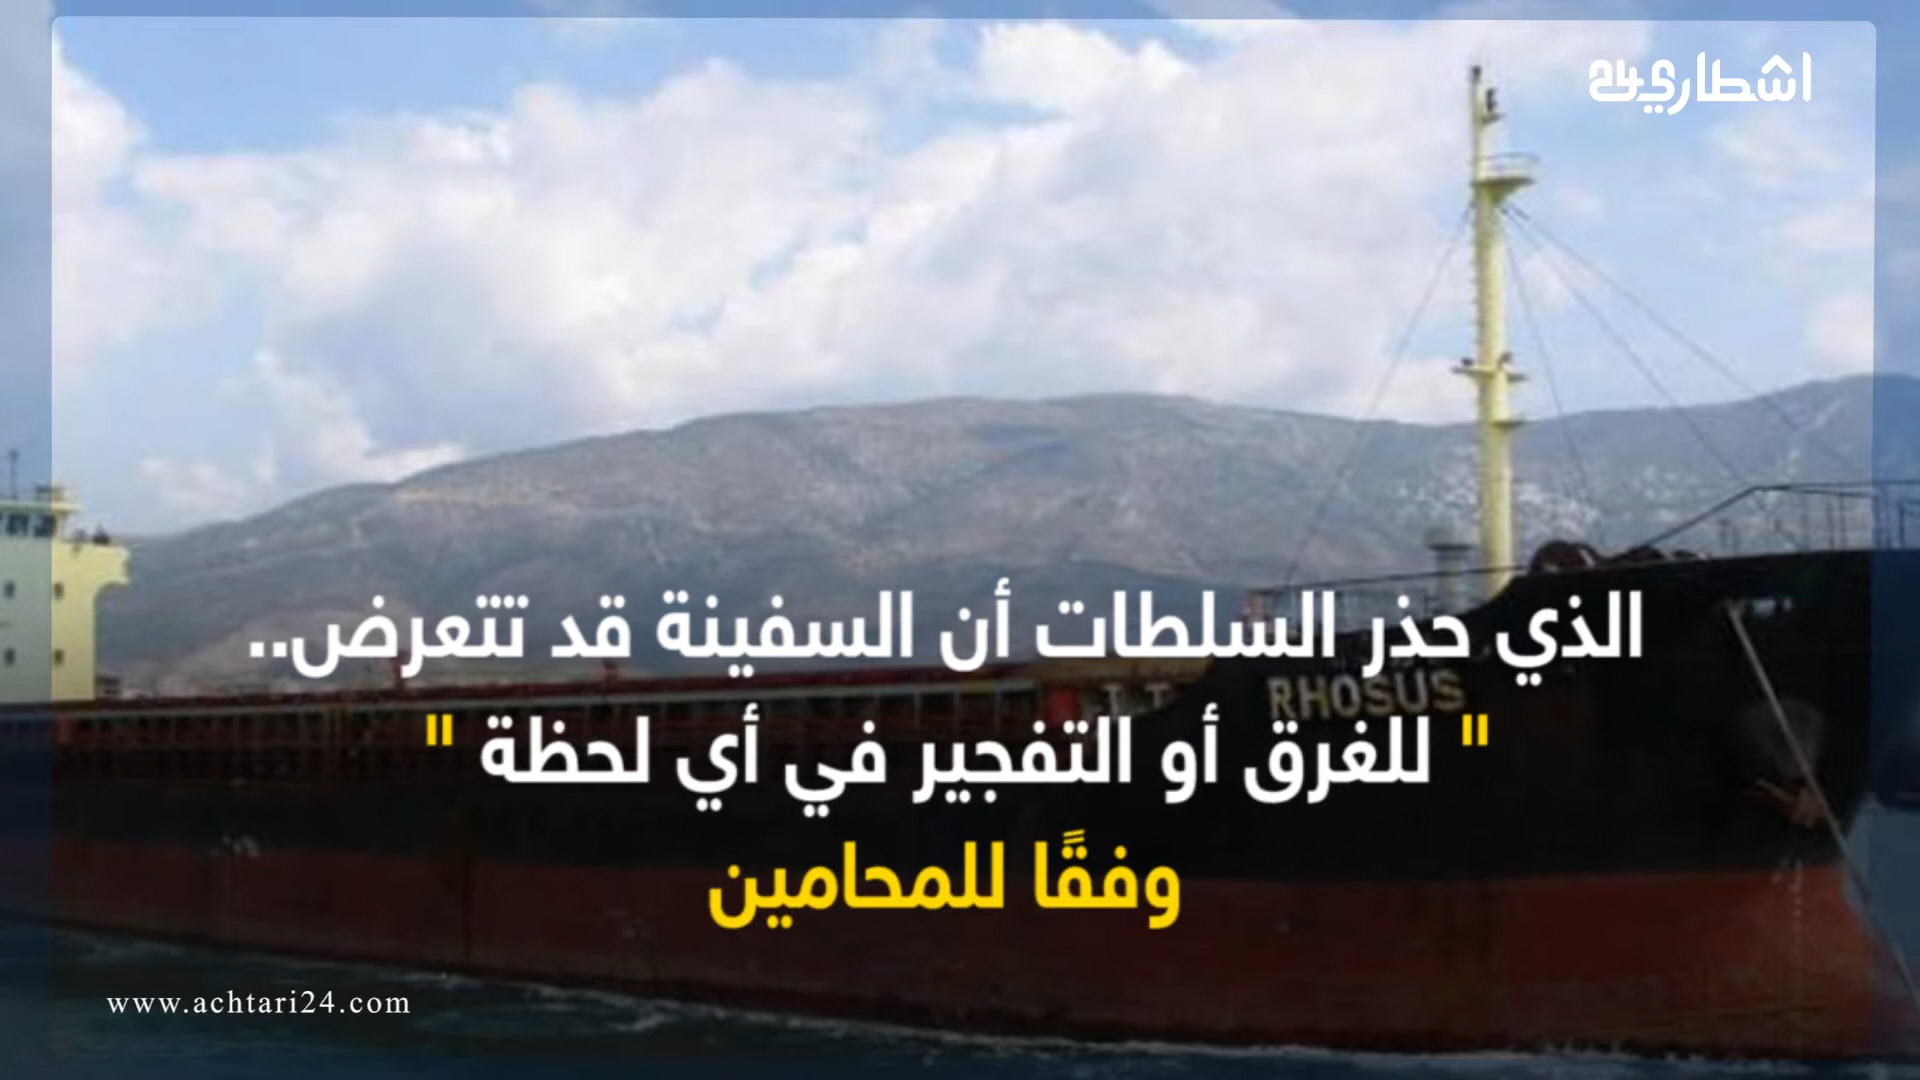 اشطاري24
الذي حذر السلطات أن السفينة قد تتعرض..
RHOSUS
" للغرق أو التفجير في أي لحظة "
وفقًا للمحامين
www.achtari24.com